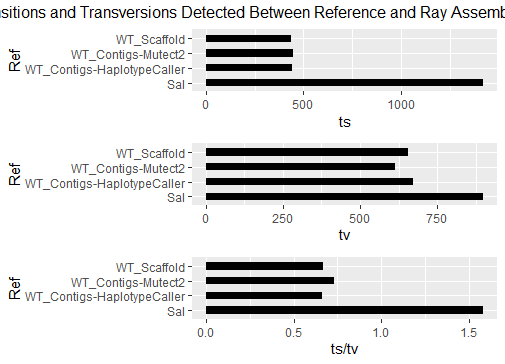 sitions and Transversions Detected Between Reference and Ray Assemb
Ref
WT_Scaffold
WT_Contigs-Mutect2
WT_Contigs-HaplotypeCaller
Sal
0 500 1000
ts
Ref
WT_Scaffold
WT_Contigs-Mutect2
WT_Contigs-HaplotypeCaller
Sal
0 250 500 750
tv
Ref
WT_Scaffold
WT_Contigs-Mutect2
WT_Contigs-HaplotypeCaller
Sal
0.0 0.5 1.0 1.5
ts/tv